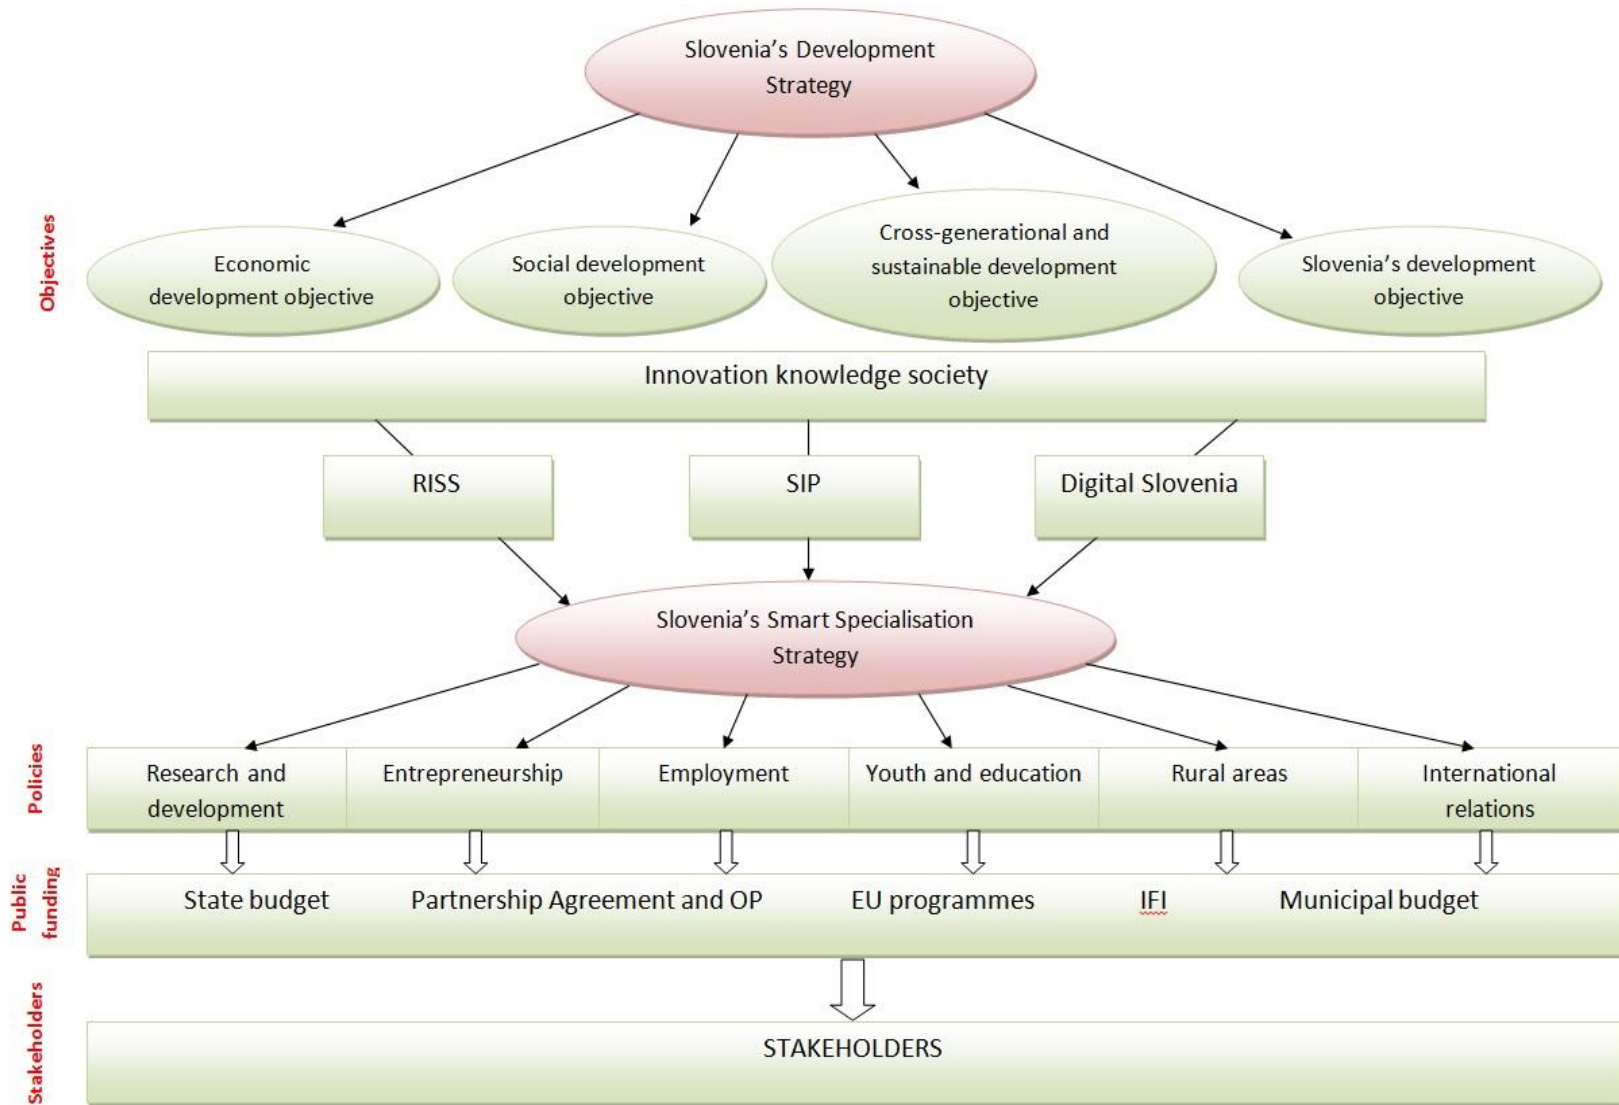 Slovenia's Development
Strategy
Objectives
Economic
development objective
Social development
objective
Cross-generational and
sustainable development
objective
Slovenia's development
objective
Innovation knowledge society
RISS
SIP
Digital Slovenia
Slovenia's Smart Specialisation
Strategy
Policies
Research and
development
Entrepreneurship
Employment
Youth and education
Rural areas
International
relations
Public
funding
State budget
Partnership Agreement and OP
EU programmes
IFI
Municipal budget
Stakeholders
STAKEHOLDERS